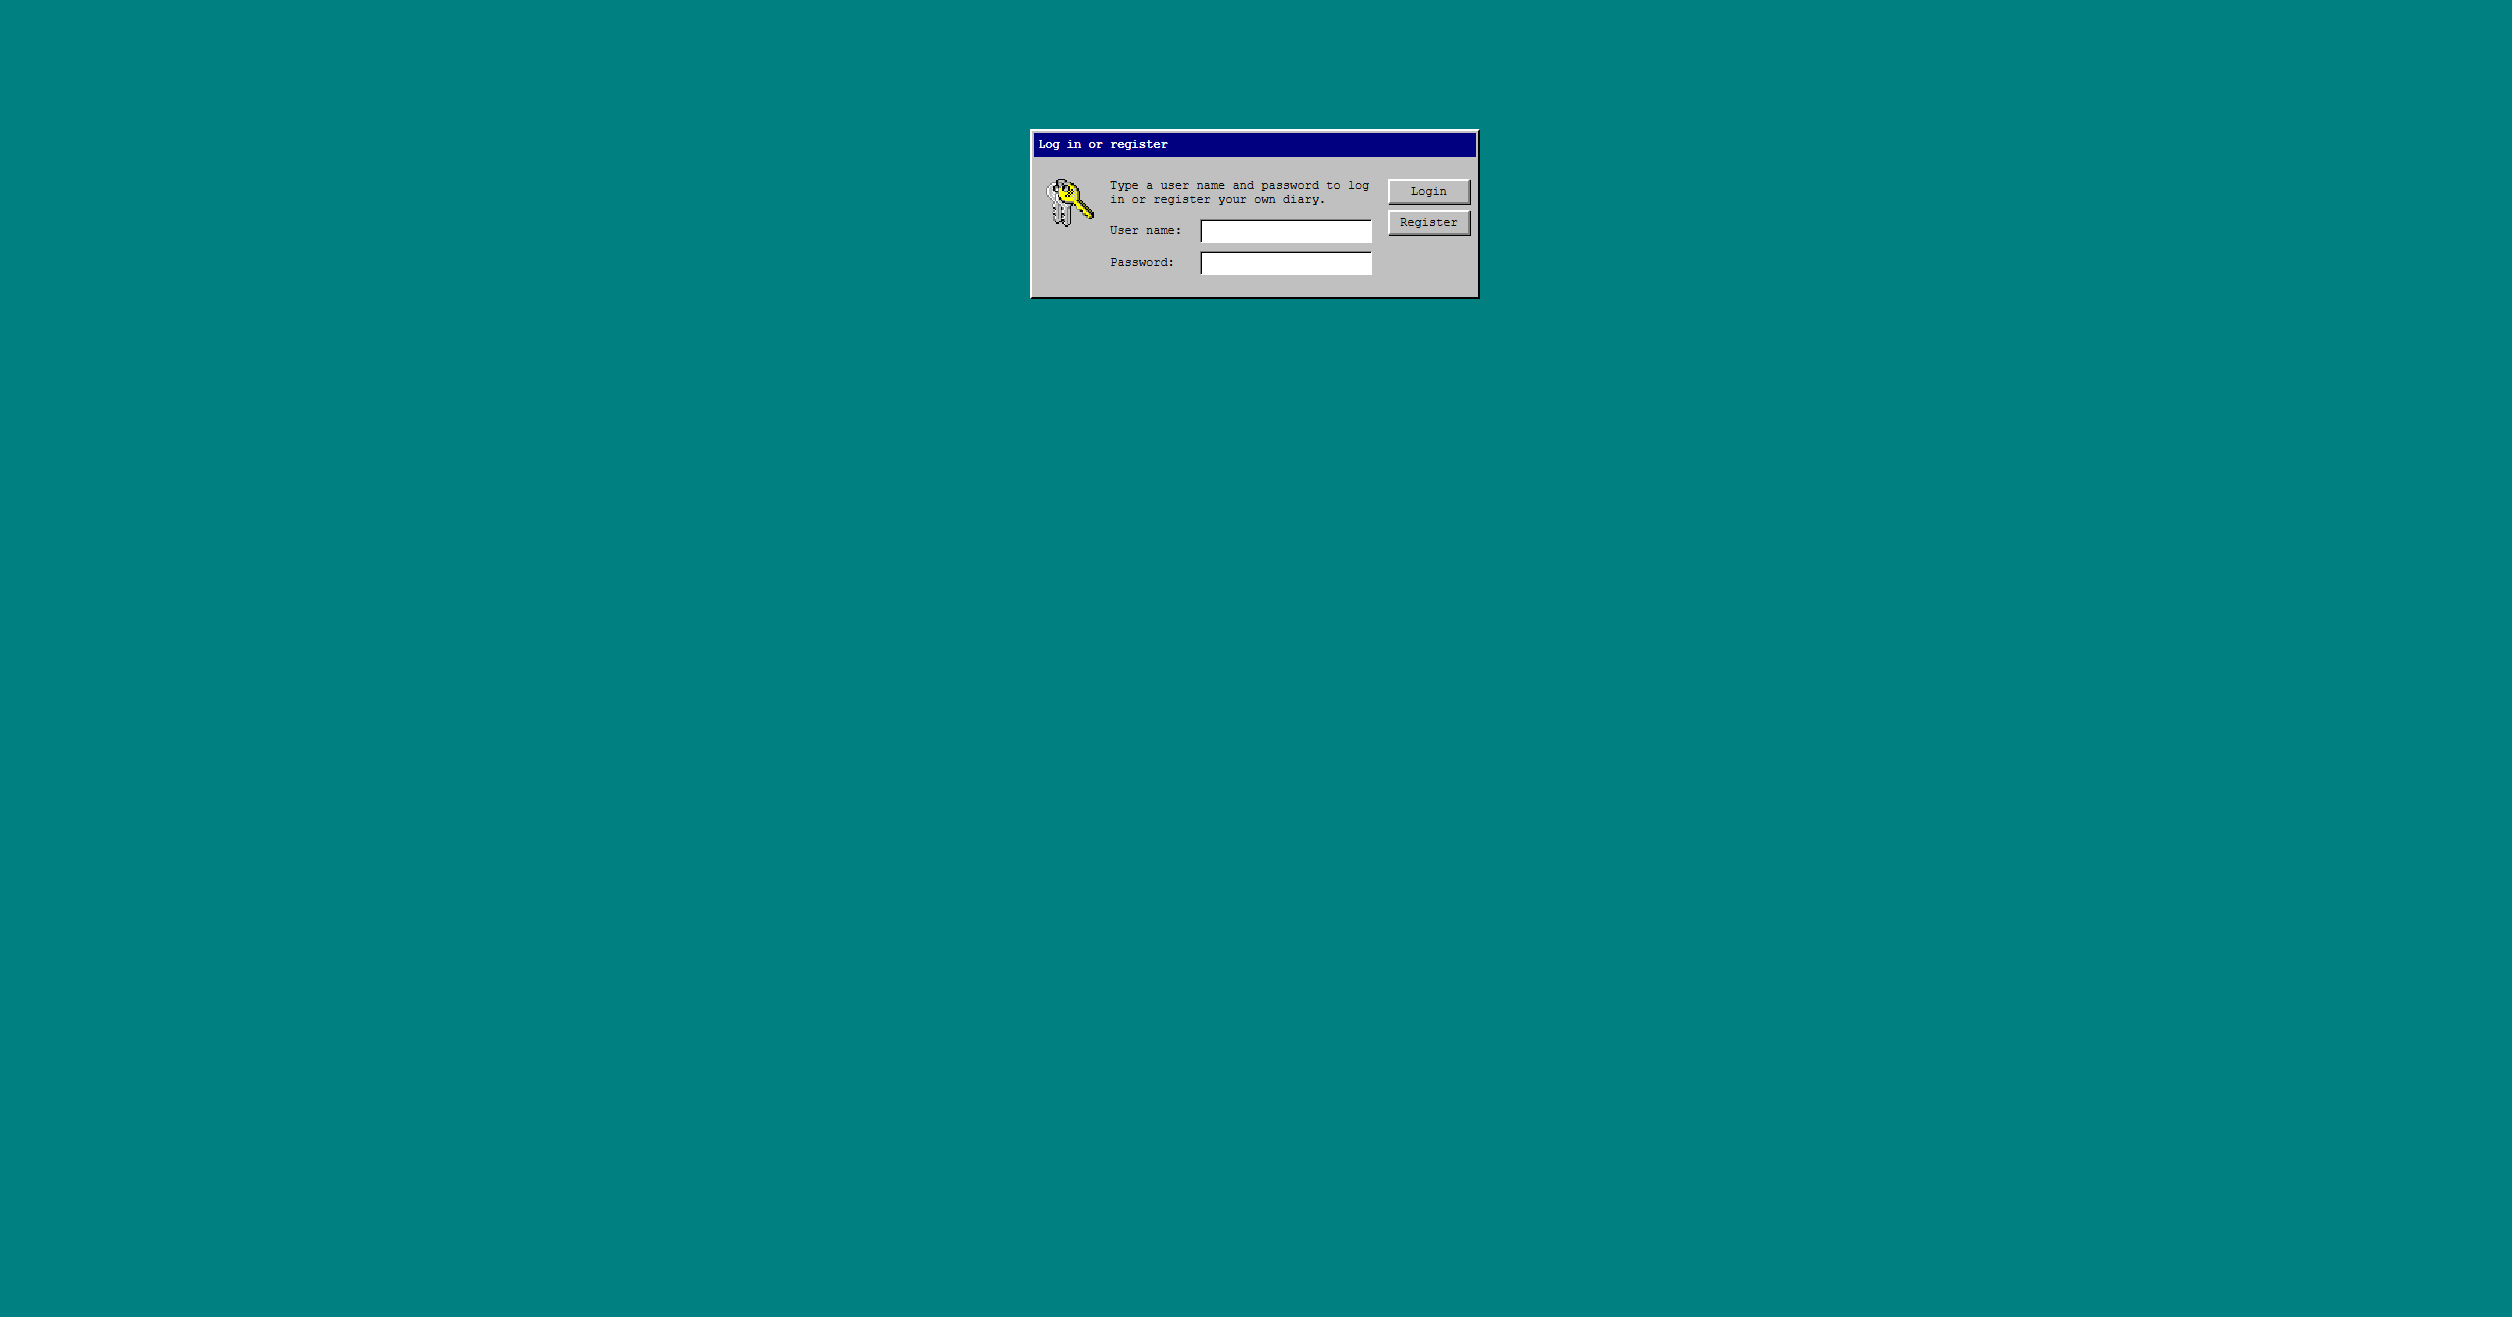 Log in or register
Type a user name and password to log
in or register your own diary.
Login
Register
User name:
Password: